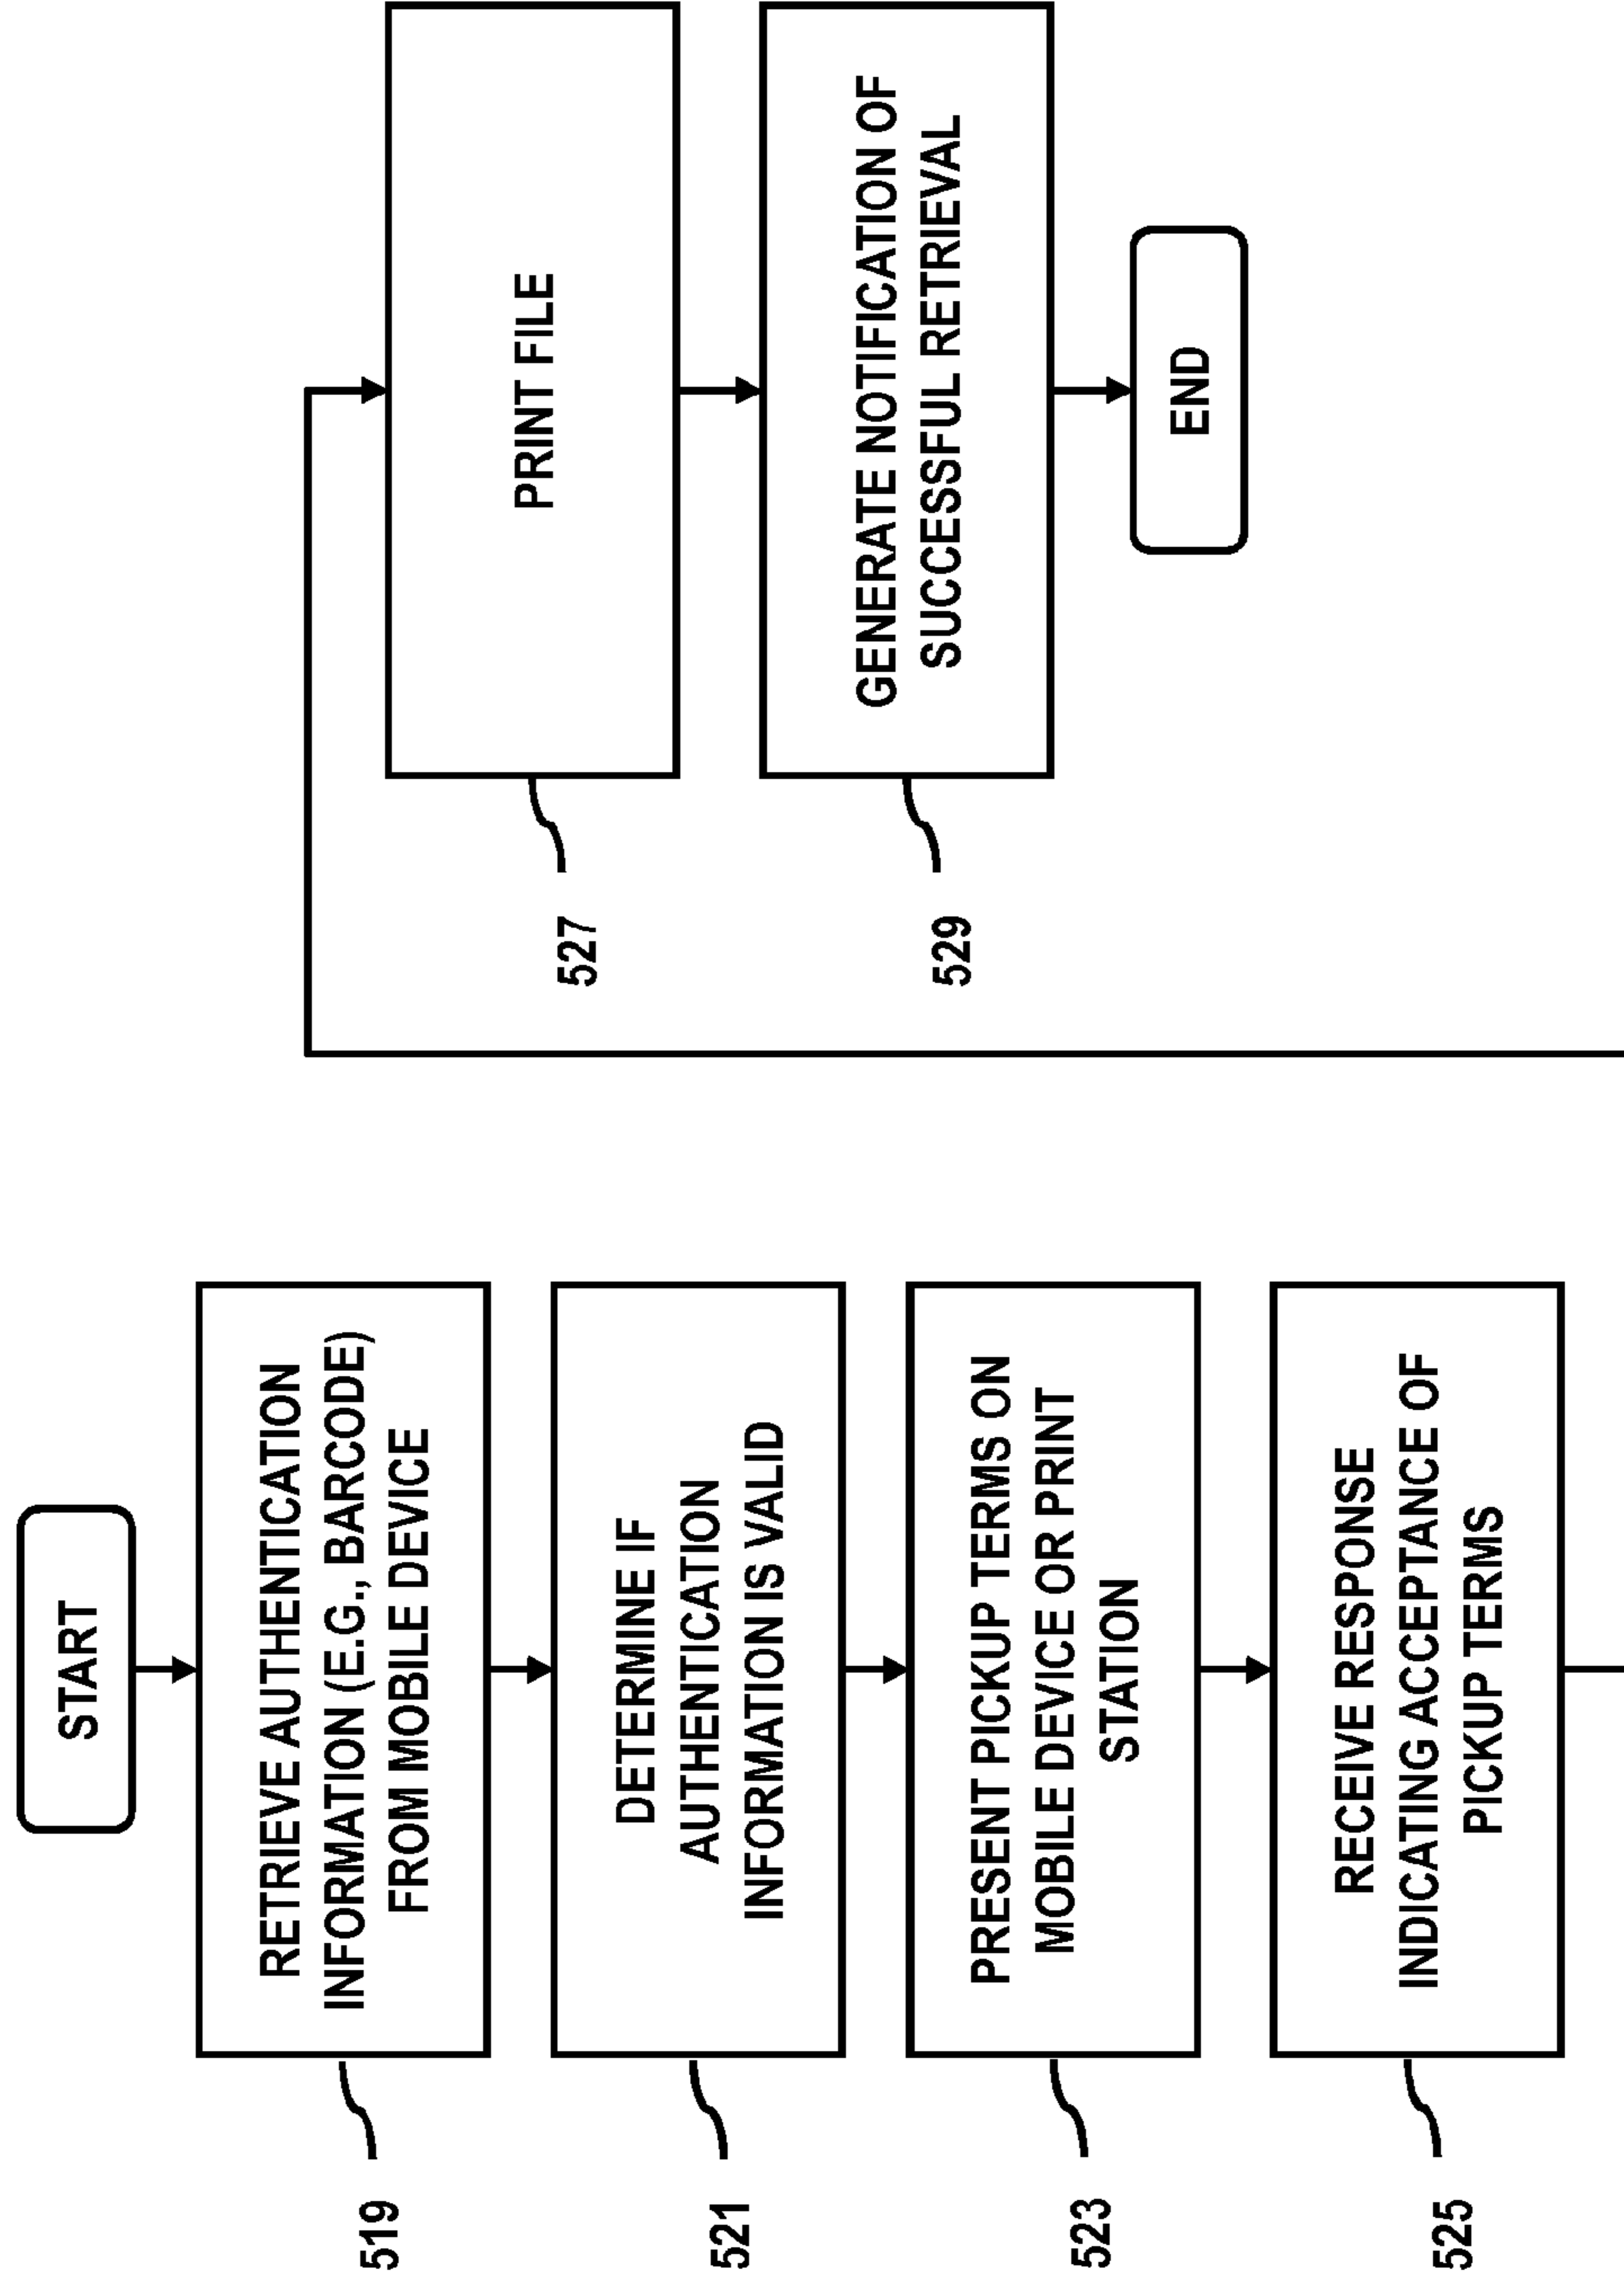 START
RETRIEVE AUTHENTICATION
INFORMATION (E.G., BARCODE)
FROM MOBILE DEVICE
519
DETERMINE IF
AUTHENTICATION
INFORMATION IS VALID
521
PRESENT PICKUP TERMS ON
MOBILE DEVICE OR PRINT
STATION
523
RECEIVE RESPONSE
INDICATING ACCEPTANCE OF
PICKUP TERMS
525
PRINT FILE
527
GENERATE NOTIFICATION OF
SUCCESSFUL RETRIEVAL
529
END